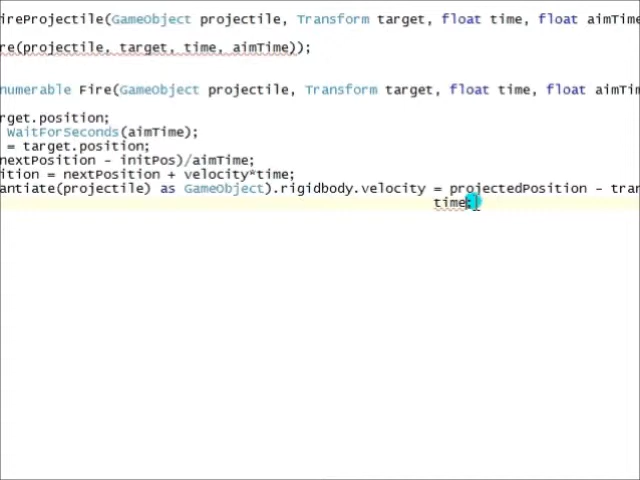 ireProjectile(GameObject projectile, Transform target, float time, float aimTime
re(projectile, target, time, aimTime));
numerable Fire(GameObject projectile, Transform target, float time, float aimTim
rget.position;
WaitForSeconds(aimTime);
= target.position;
nextPosition - initPos)/aimTime;
ition = nextPosition + velocity*time;
antiate(projectile) as GameObject).rigidbody.velocity = projectedPosition - tran
time;